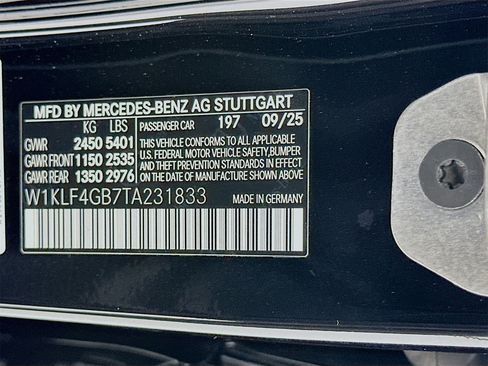 MFD BY MERCEDES-BENZ AG STUTTGART
KG LBS PASSENGER CAR 197 09/25
GVWR 2450 5401 THIS VEHICLE CONFORMS TO ALL APPLICABLE
GAWR FRONT 1150 2535 U.S. FEDERAL MOTOR VEHICLE SAFETY, BUMPER
GAWR REAR 1350 2976 AND THEFT PREVENTION STANDARDS IN EFFECT
ON THE DATE OF MANUFACTURE SHOWN ABOVE.
W1KLF4GB7TA231833 MADE IN GERMANY